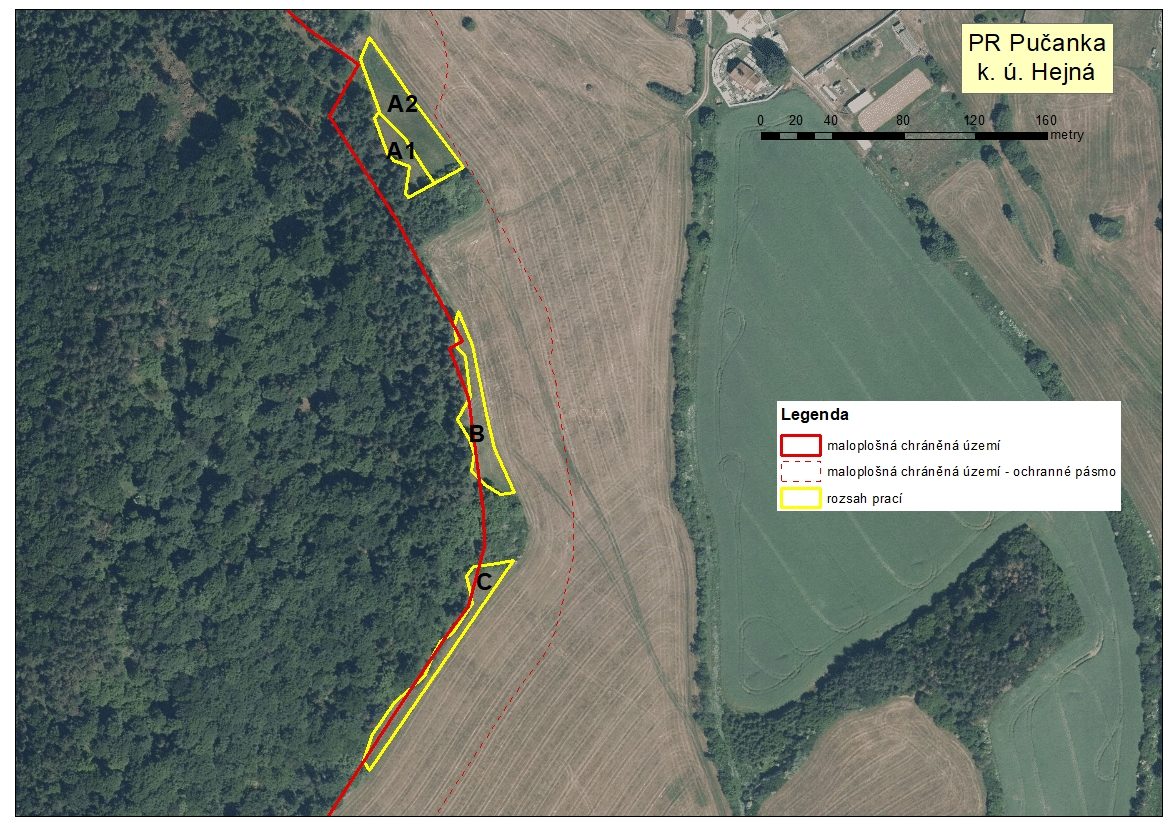 PR Pučanka
k. ú. Hejná
0 20 40 80 120 160
metry
A2
A1
B
C
Legenda
maloplošná chráněná území
maloplošná chráněná území - ochranné pásmo
rozsah prací